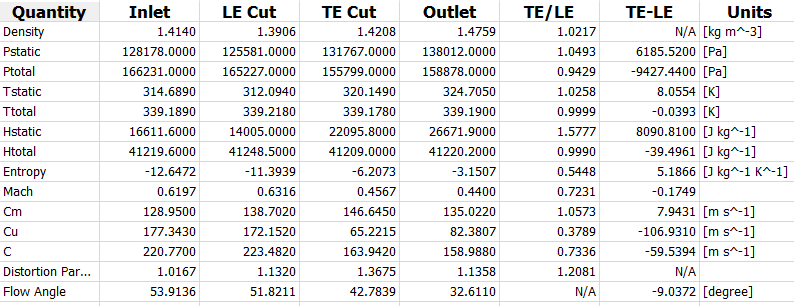 Quantity Inlet LE Cut TE Cut Outlet TE/LE TE-LE Units
Density 1.4140 1.3906 1.4208 1.4759 1.0217 N/A [kg m^-3]
Pstatic 128178.0000 125581.0000 131767.0000 138012.0000 1.0493 6185.5200 [Pa]
Ptotal 166231.0000 165227.0000 155799.0000 158878.0000 0.9429 -9427.4400 [Pa]
Tstatic 314.6890 312.0940 320.1490 324.7050 1.0258 8.0554 [K]
Ttotal 339.1890 339.2180 339.1780 339.1900 0.9999 -0.0393 [K]
Hstatic 16611.6000 14005.0000 22095.8000 26671.9000 1.5777 8090.8100 [J kg^-1]
Htotal 41219.6000 41248.5000 41209.0000 41220.2000 0.9990 -39.4961 [J kg^-1]
Entropy -12.6472 -11.3939 -6.2073 -3.1507 0.5448 5.1866 [J kg^-1 K^-1]
Mach 0.6197 0.6316 0.4567 0.4400 0.7231 -0.1749
Cm 128.9500 138.7020 146.6450 135.0220 1.0573 7.9431 [m s^-1]
Cu 177.3430 172.1520 65.2215 82.3807 0.3789 -106.9310 [m s^-1]
C 220.7700 223.4820 163.9420 158.9880 0.7336 -59.5394 [m s^-1]
Distortion Par... 1.0167 1.1320 1.3675 1.1358 1.2081 N/A
Flow Angle 53.9136 51.8211 42.7839 32.6110 N/A -9.0372 [degree]